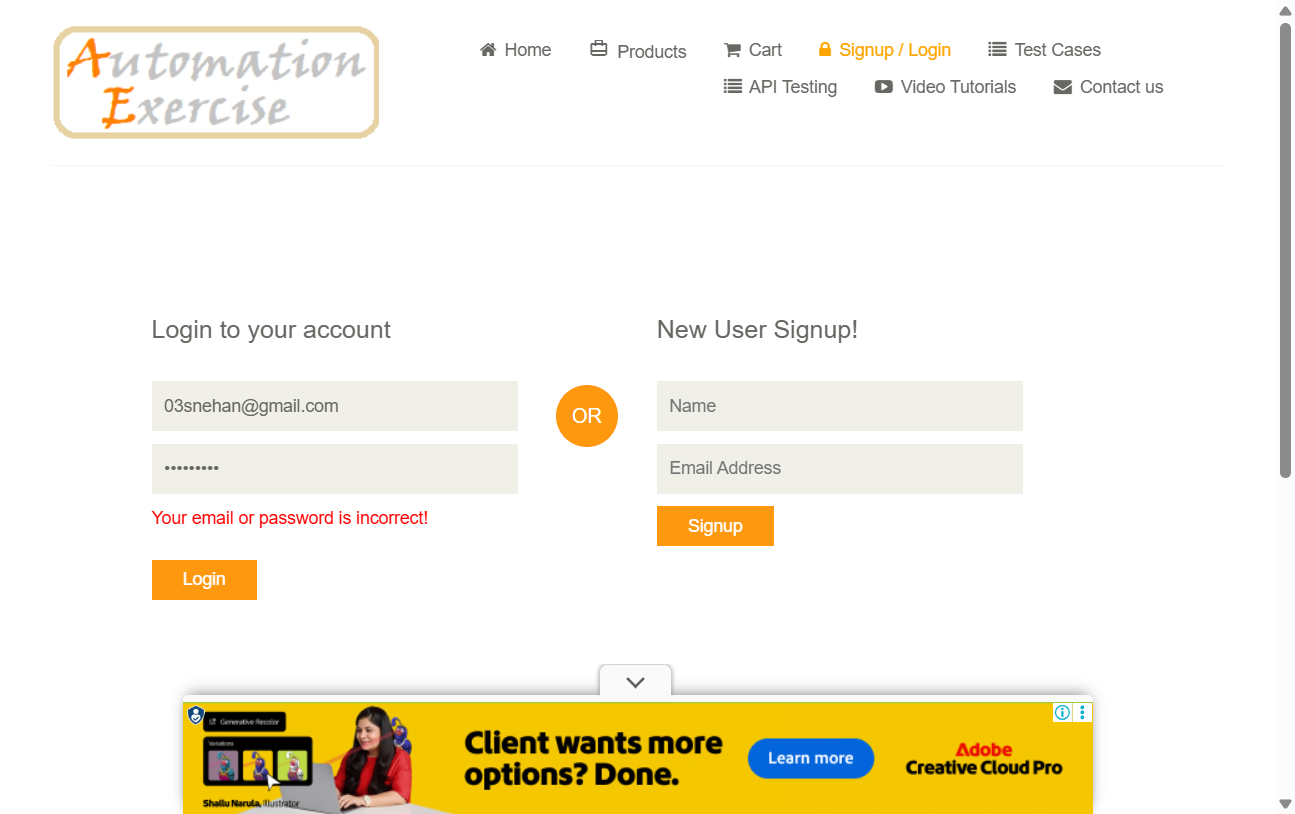 Automation
Exercise
Home
Products
Cart
Signup / Login
Test Cases
API Testing
Video Tutorials
Contact us
Login to your account
03snehan@gmail.com
•••••••••
Your email or password is incorrect!
Login
OR
New User Signup!
Name
Email Address
Signup
Generative Recolor
Variations
Shallu Narula, Illustrator
Client wants more
options? Done.
Learn more
Adobe
Creative Cloud Pro